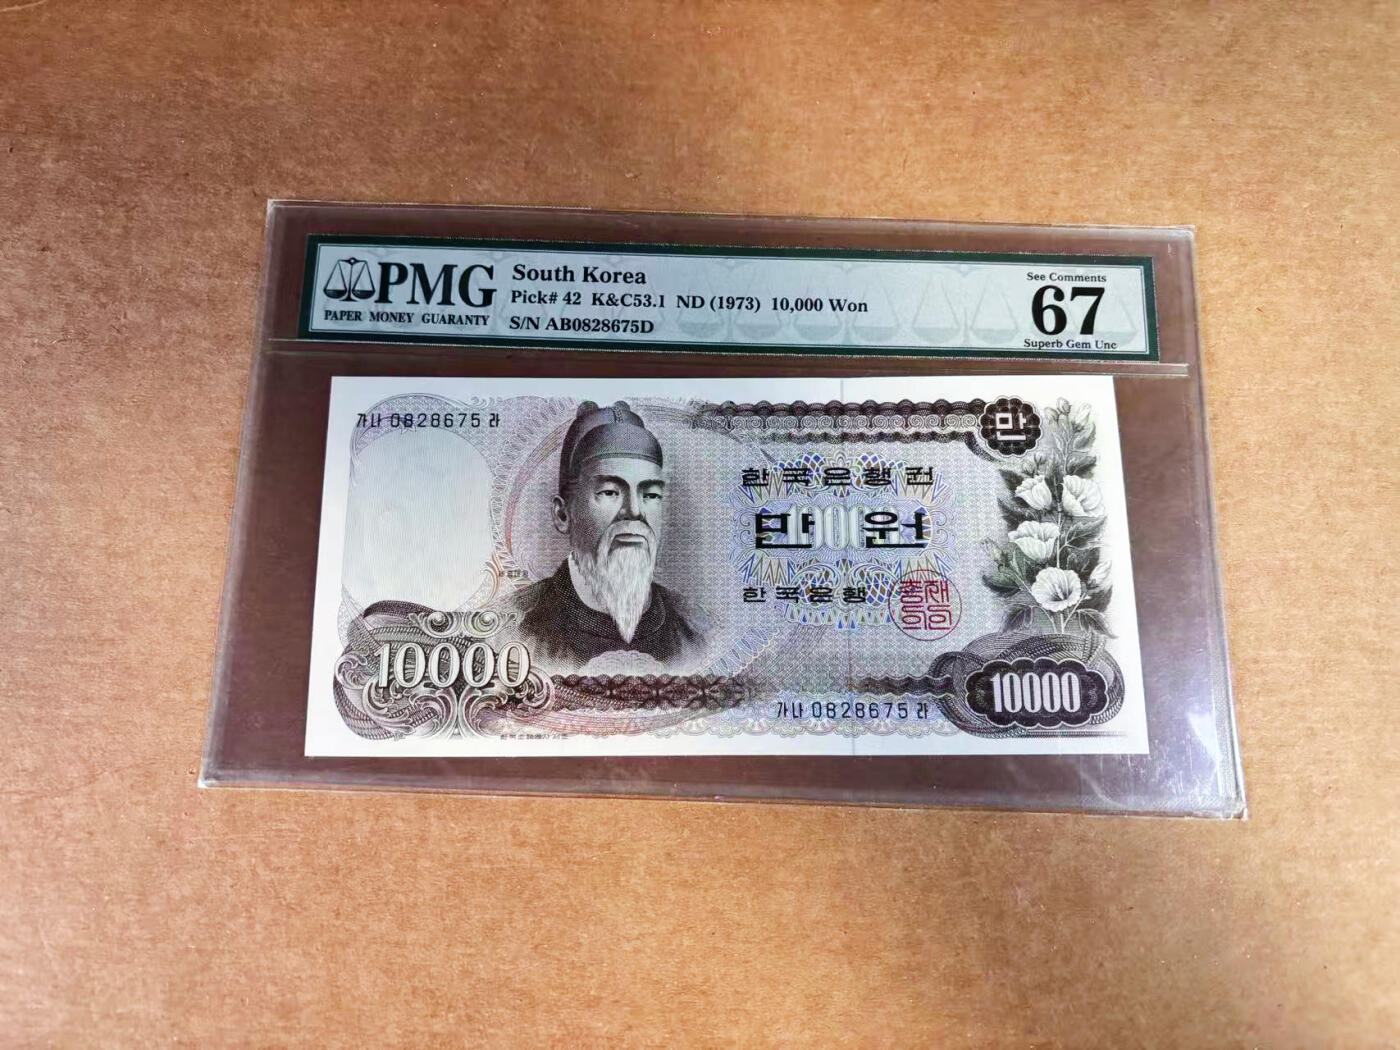 PMG
PAPER MONEY GUARANTY
South Korea
Pick# 42 K&C53.1 ND (1973) 10,000 Won
S/N AB0828675D
See Comments
67
Superb Gem Unc
가나 0828675 라
만
한국은행권
10000
만 원
한국은행
총재의인
10000
10000
가나 0828675 라